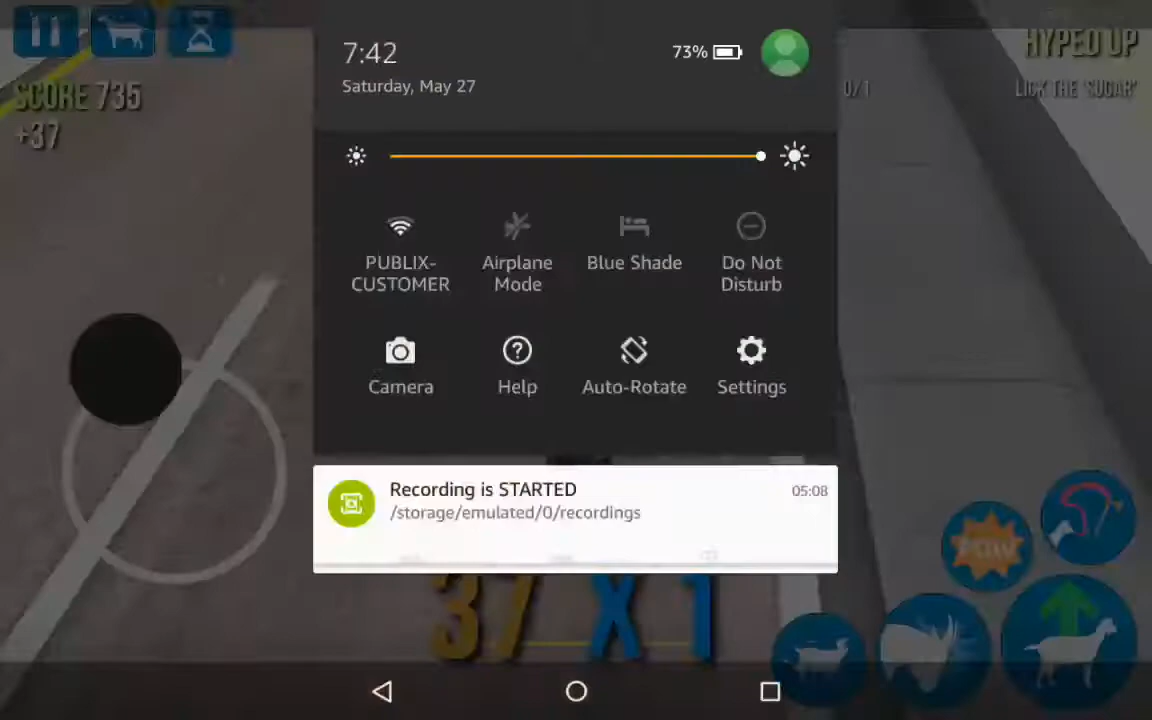 7:42
73%
Saturday, May 27
HYPED UP
LICK THE 'SUGAR'
0/1
SCORE 735
+37
PUBLIX-
CUSTOMER
Airplane
Mode
Blue Shade
Do Not
Disturb
Camera
Help
Auto-Rotate
Settings
Recording is STARTED
05:08
/storage/emulated/0/recordings
POW
37 X 1